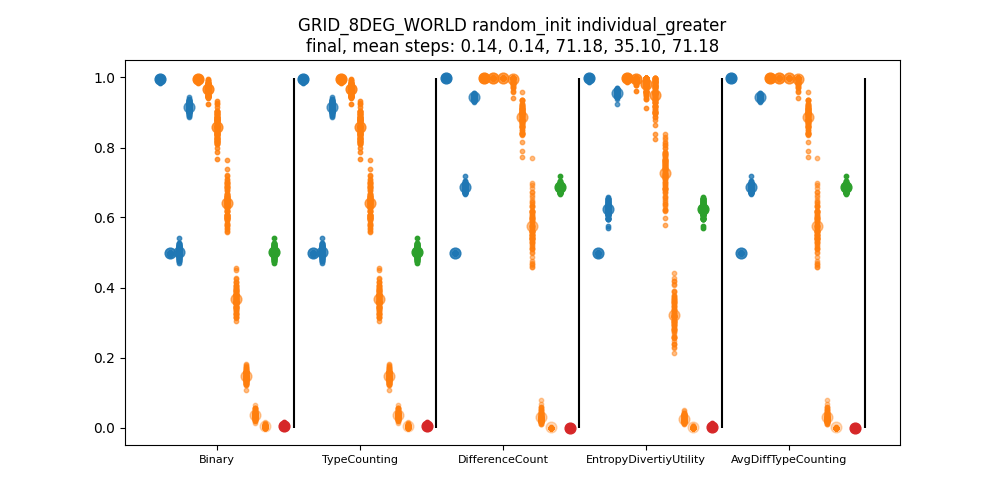 GRID_8DEG_WORLD random_init individual_greater
final, mean steps: 0.14, 0.14, 71.18, 35.10, 71.18
1.0
0.8
0.6
0.4
0.2
0.0
Binary
TypeCounting
DifferenceCount
EntropyDivertiyUtility
AvgDiffTypeCounting